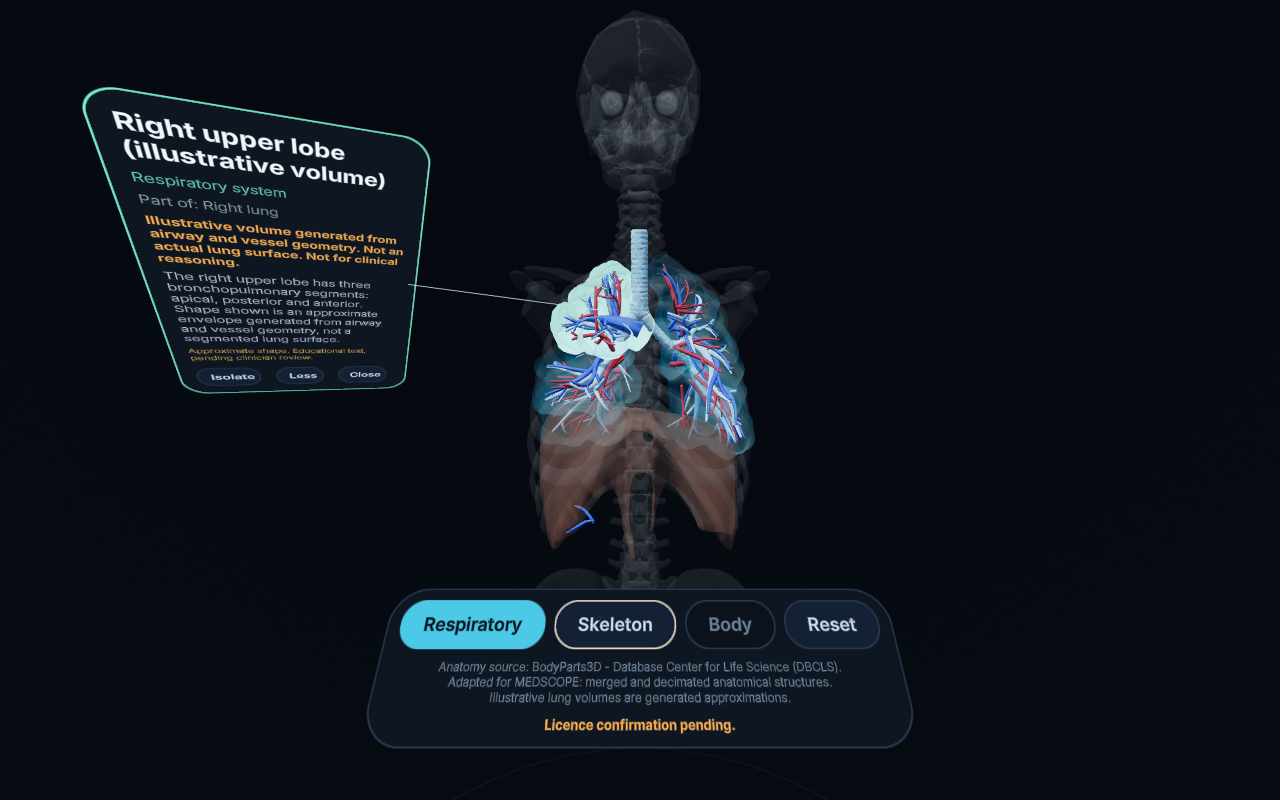 Right upper lobe
(illustrative volume)
Respiratory system
Part of: Right lung
Illustrative volume generated from
airway and vessel geometry. Not an
actual lung surface. Not for clinical
reasoning.
The right upper lobe has three
bronchopulmonary segments:
apical, posterior and anterior.
Shape shown is an approximate
envelope generated from airway
and vessel geometry, not a
segmented lung surface.
Approximate shape. Educational text,
pending clinician review.
Isolate Less Close
Respiratory Skeleton Body Reset
Anatomy source: BodyParts3D - Database Center for Life Science (DBCLS).
Adapted for MEDSCOPE: merged and decimated anatomical structures.
Illustrative lung volumes are generated approximations.
Licence confirmation pending.